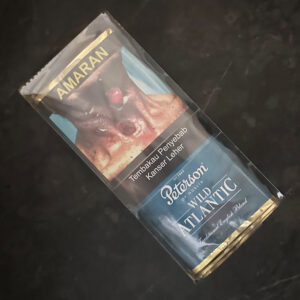 AMARAN
Tembakau Penyebab
Kanser Leher
Peterson
WILD
ATLANTIC